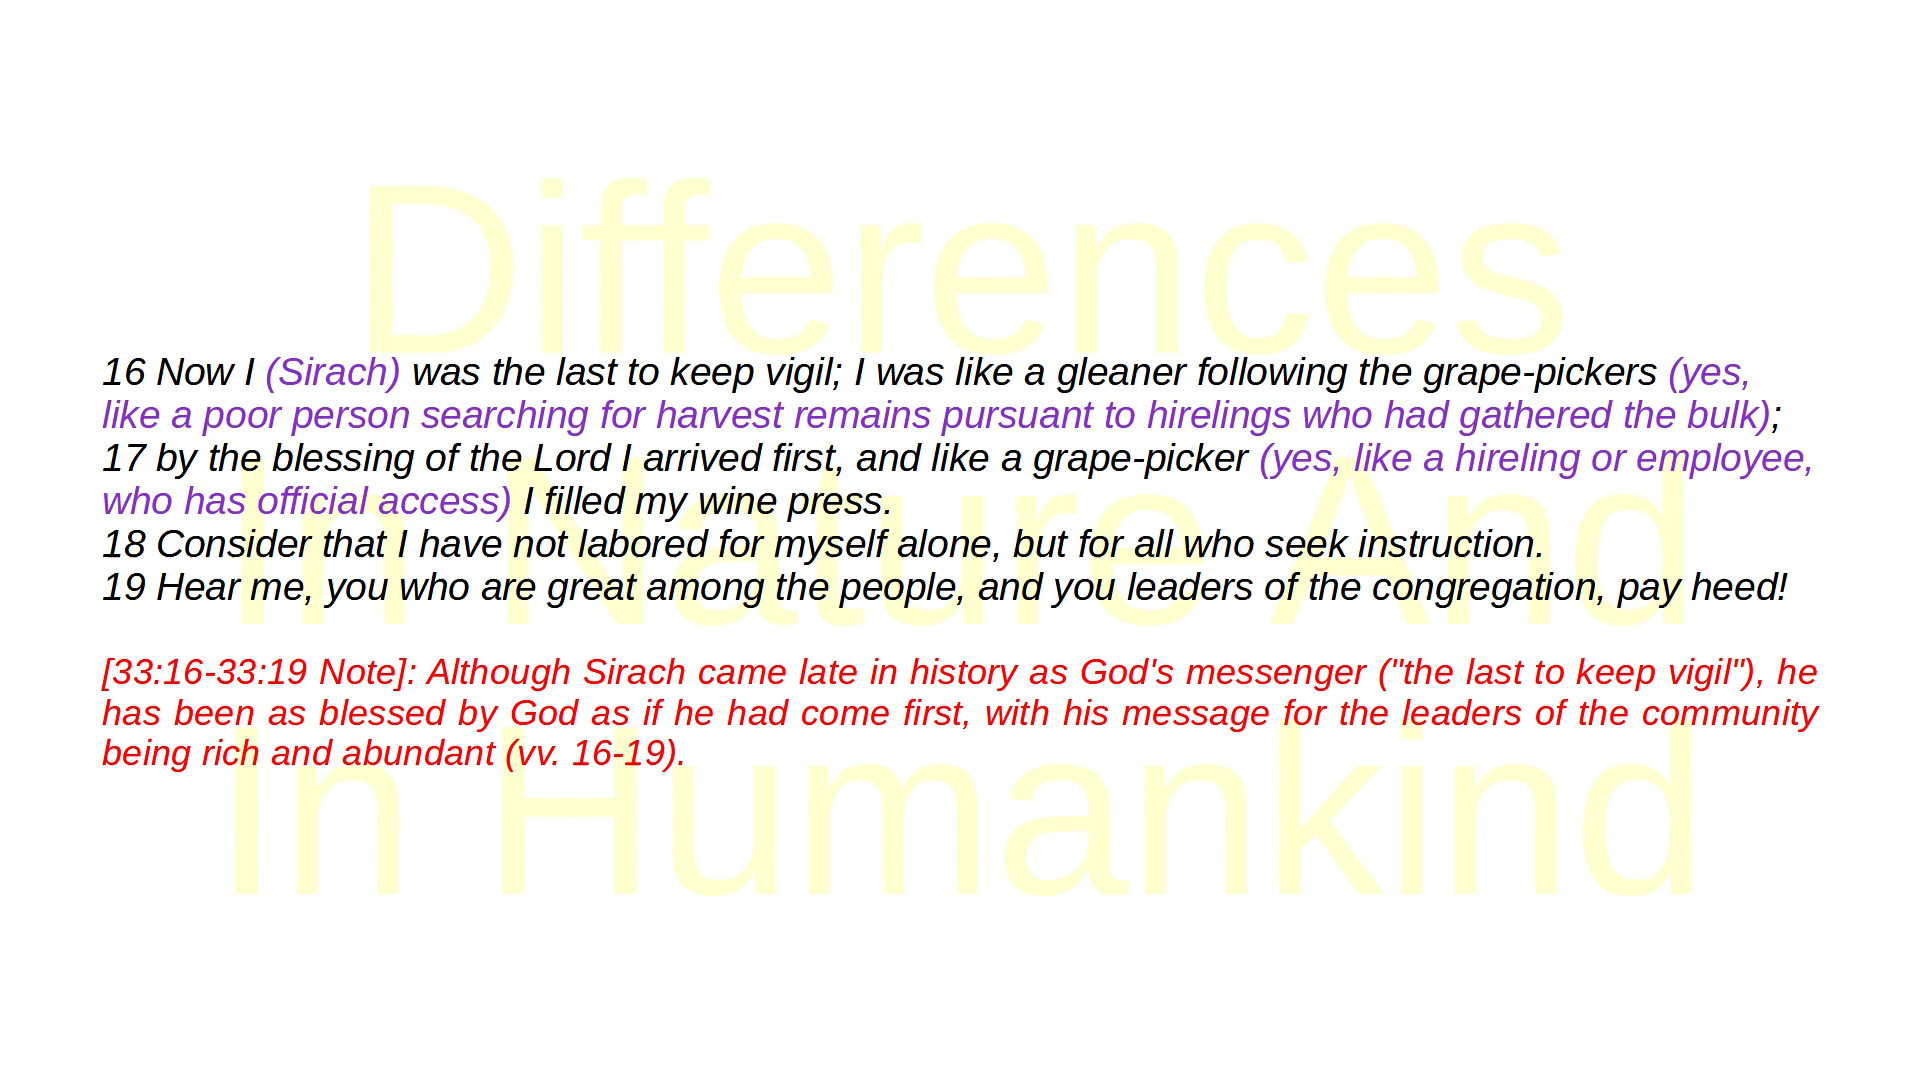 Differences
In Nature And
In Humankind
16 Now I (Sirach) was the last to keep vigil; I was like a gleaner following the grape-pickers (yes,
like a poor person searching for harvest remains pursuant to hirelings who had gathered the bulk);
17 by the blessing of the Lord I arrived first, and like a grape-picker (yes, like a hireling or employee,
who has official access) I filled my wine press.
18 Consider that I have not labored for myself alone, but for all who seek instruction.
19 Hear me, you who are great among the people, and you leaders of the congregation, pay heed!
[33:16-33:19 Note]: Although Sirach came late in history as God's messenger ("the last to keep vigil"), he
has been as blessed by God as if he had come first, with his message for the leaders of the community
being rich and abundant (vv. 16-19).